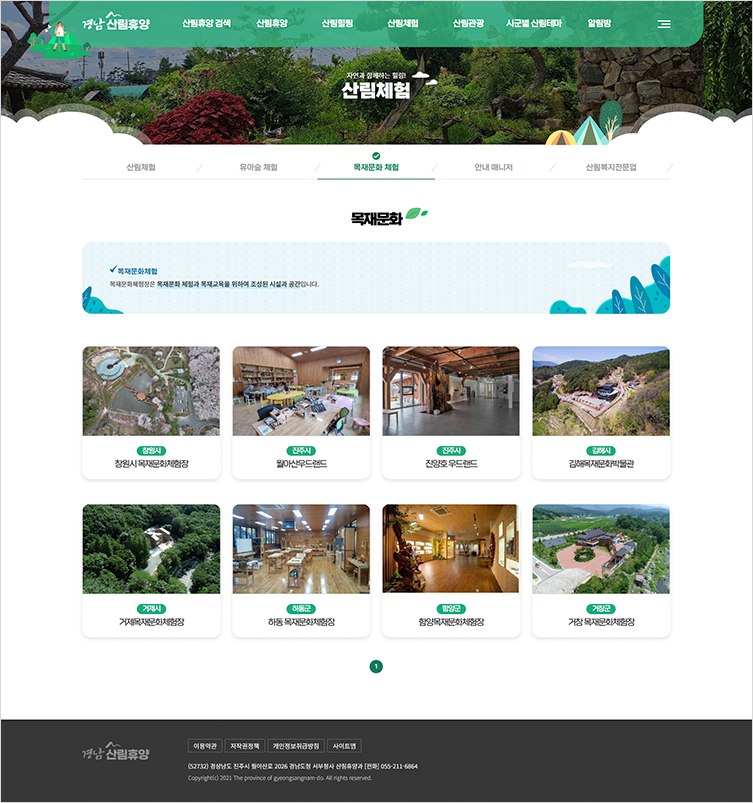 경남 산림휴양
산림휴양 검색
산림휴양
산림힐링
산림체험
산림관광
시군별 산림테마
알림방
자연과 함께하는 힐링!
산림체험
산림체험
유아숲 체험
목재문화 체험
안내 매니저
산림복지전문업
목재문화
목재문화체험
목재문화체험장은 목재문화 체험과 목재교육을 위하여 조성된 시설과 공간입니다.
창원시
창원시 목재문화체험장
진주시
월아산우드랜드
진주시
진양호 우드랜드
김해시
김해목재문화박물관
거제시
거제목재문화체험장
하동군
하동 목재문화체험장
함양군
함양목재문화체험장
거창군
거창 목재문화체험장
1
경남 산림휴양
이용약관
저작권정책
개인정보취급방침
사이트맵
(52732) 경상남도 진주시 월아산로 2026 경남도청 서부청사 산림휴양과 [전화] 055-211-6864
Copyright(c) 2021 The province of gyeongsangnam-do. All rights reserved.